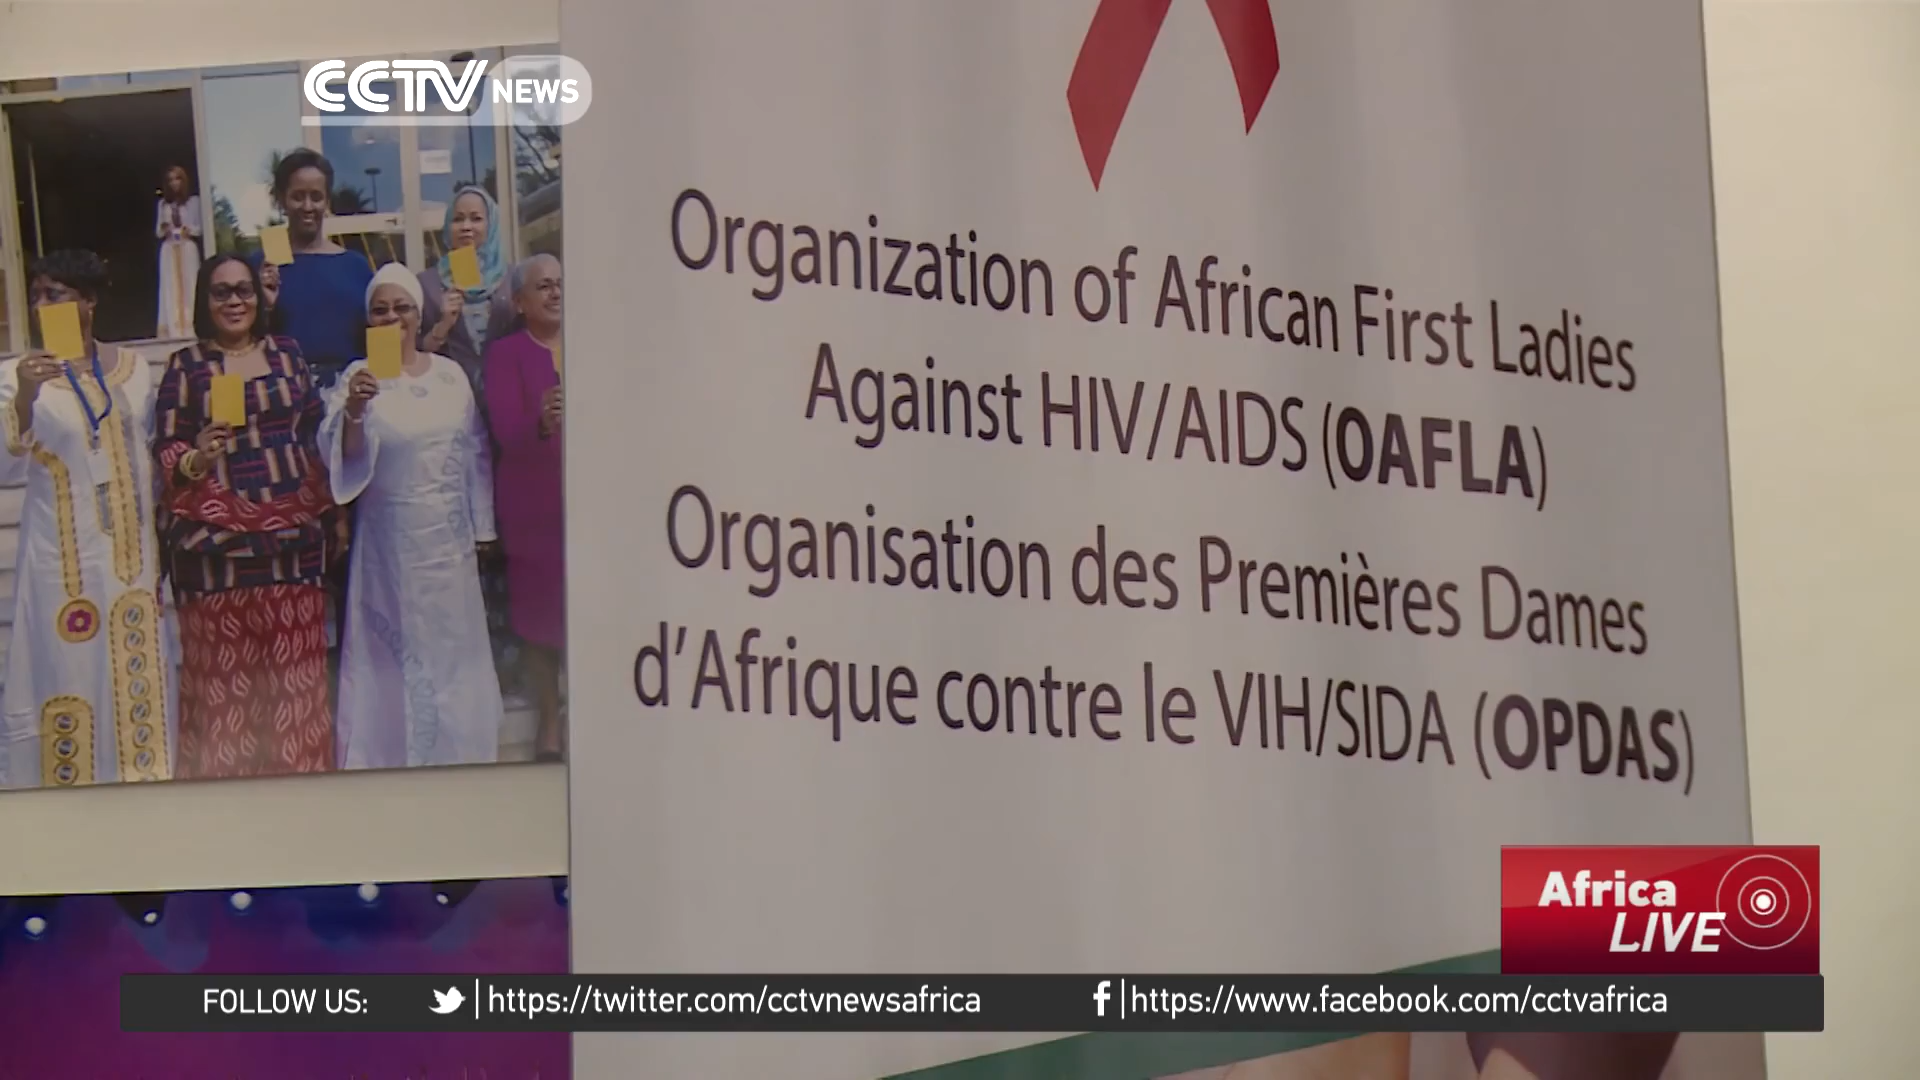 CCTV NEWS
Organization of African First Ladies
Against HIV/AIDS (OAFLA)
Organisation des Premières Dames
d'Afrique contre le VIH/SIDA (OPDAS)
Africa
LIVE
FOLLOW US: https://twitter.com/cctvnewsafrica https://www.facebook.com/cctvafrica